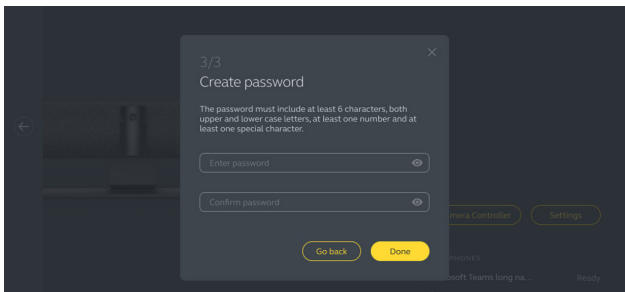 3/3
Create password
The password must include at least 6 characters, both
upper and lower case letters, at least one number and at
least one special character.
Enter password
Confirm password
Go back
Done
mera Controller
Settings
PHONES
osoft Teams long na...
Ready